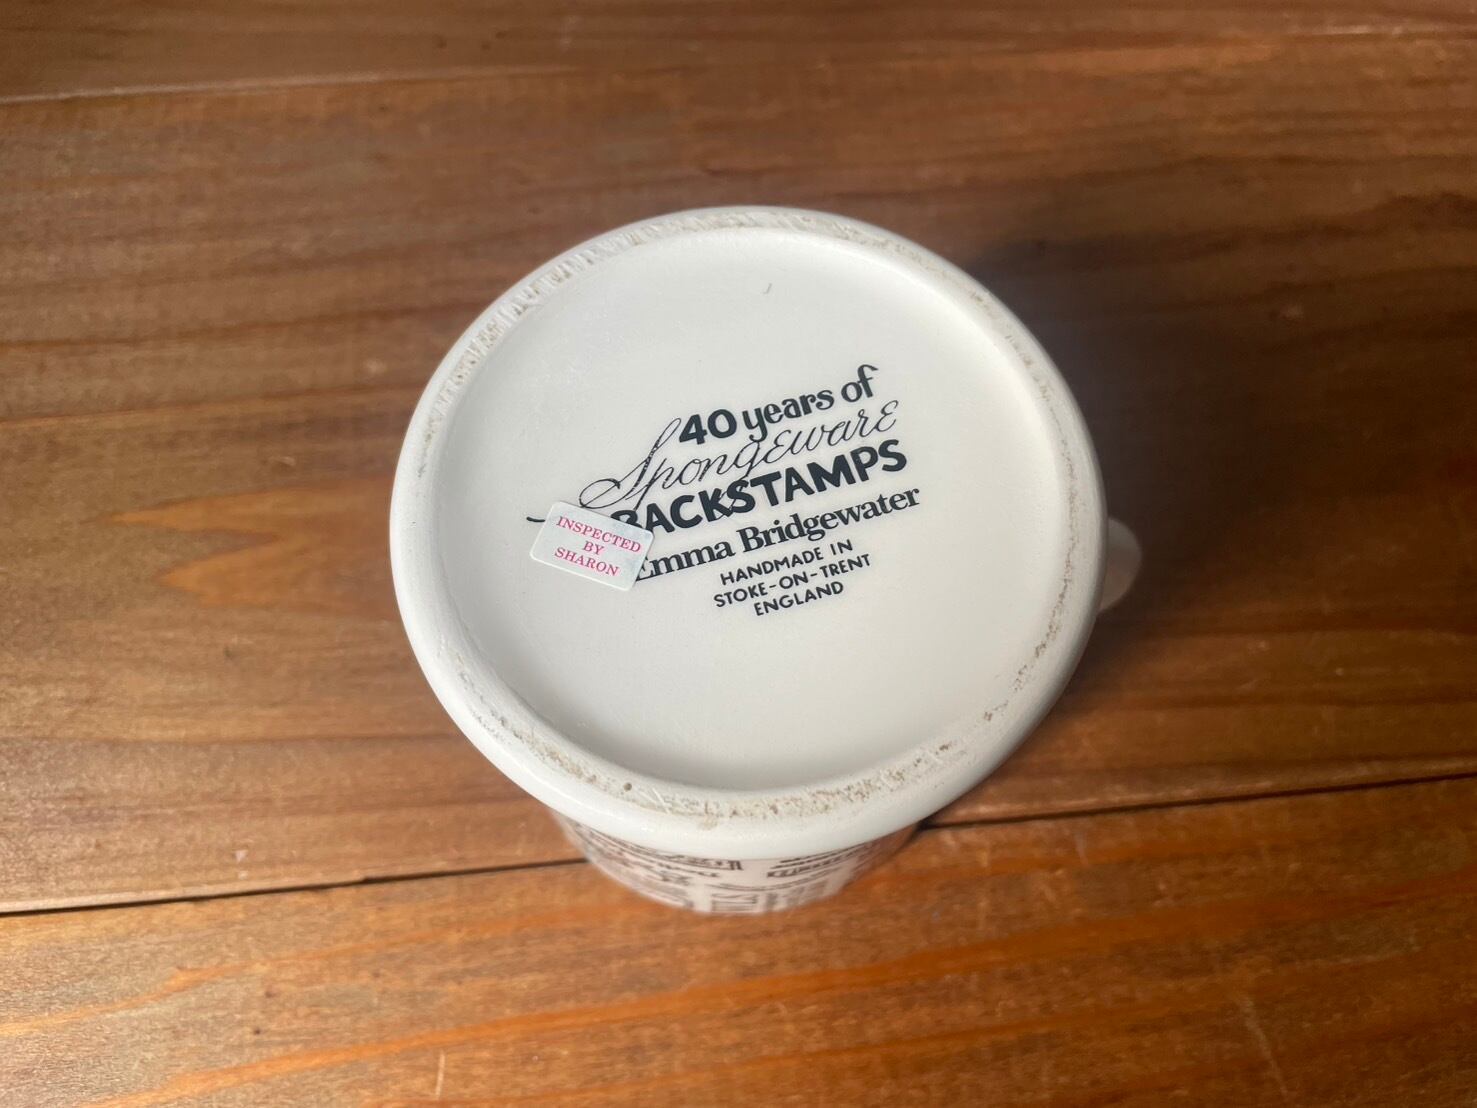 40 years of
Spongeware
BACKSTAMPS
Emma Bridgewater
HANDMADE IN
STOKE-ON-TRENT
ENGLAND
INSPECTED
BY
SHARON